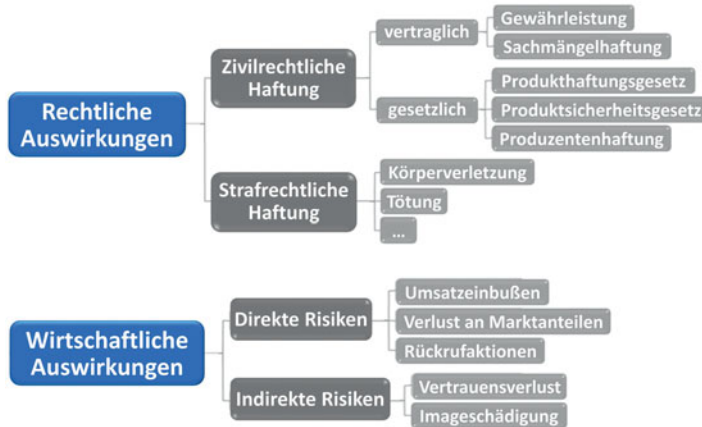 Rechtliche
Auswirkungen
Zivilrechtliche
Haftung
vertraglich
Gewährleistung
Sachmängelhaftung
gesetzlich
Produkthaftungsgesetz
Produktsicherheitsgesetz
Produzentenhaftung
Strafrechtliche
Haftung
Körperverletzung
Tötung
...
Wirtschaftliche
Auswirkungen
Direkte Risiken
Umsatzeinbußen
Verlust an Marktanteilen
Rückrufaktionen
Indirekte Risiken
Vertrauensverlust
Imageschädigung